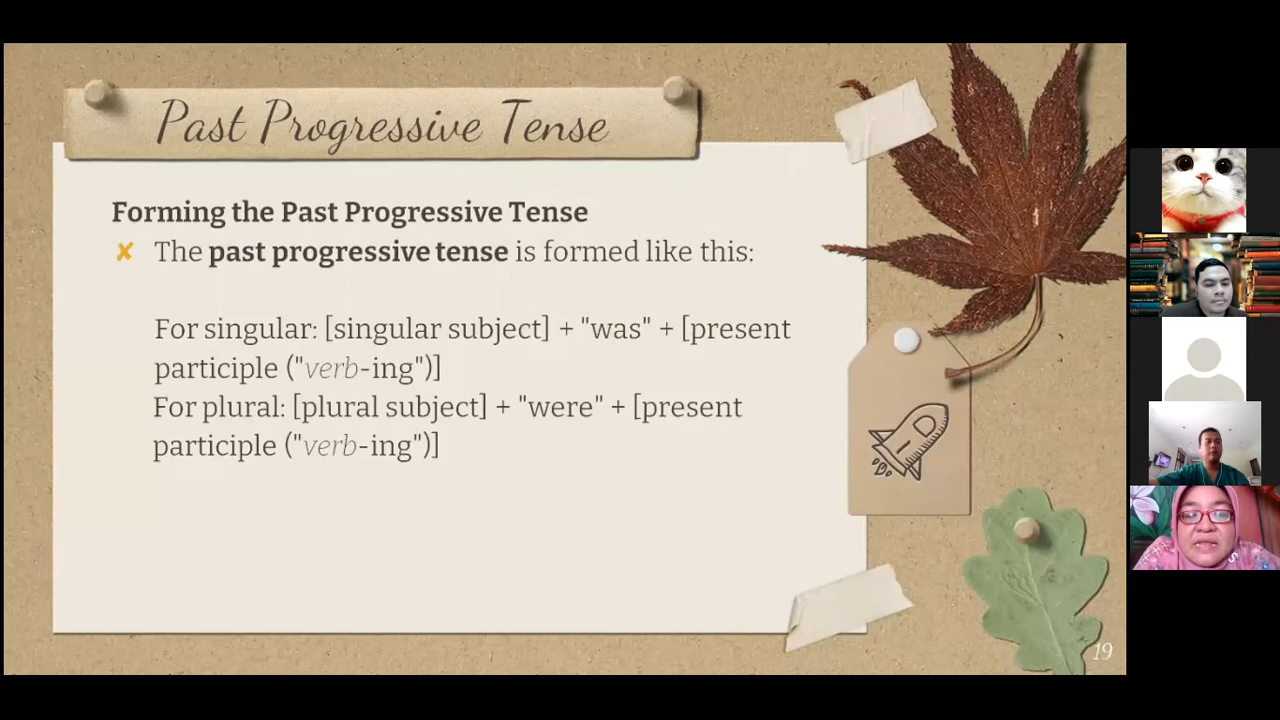 Past Progressive Tense
Forming the Past Progressive Tense
✘ The past progressive tense is formed like this:
For singular: [singular subject] + "was" + [present
participle ("verb-ing")]
For plural: [plural subject] + "were" + [present
participle ("verb-ing")]
19